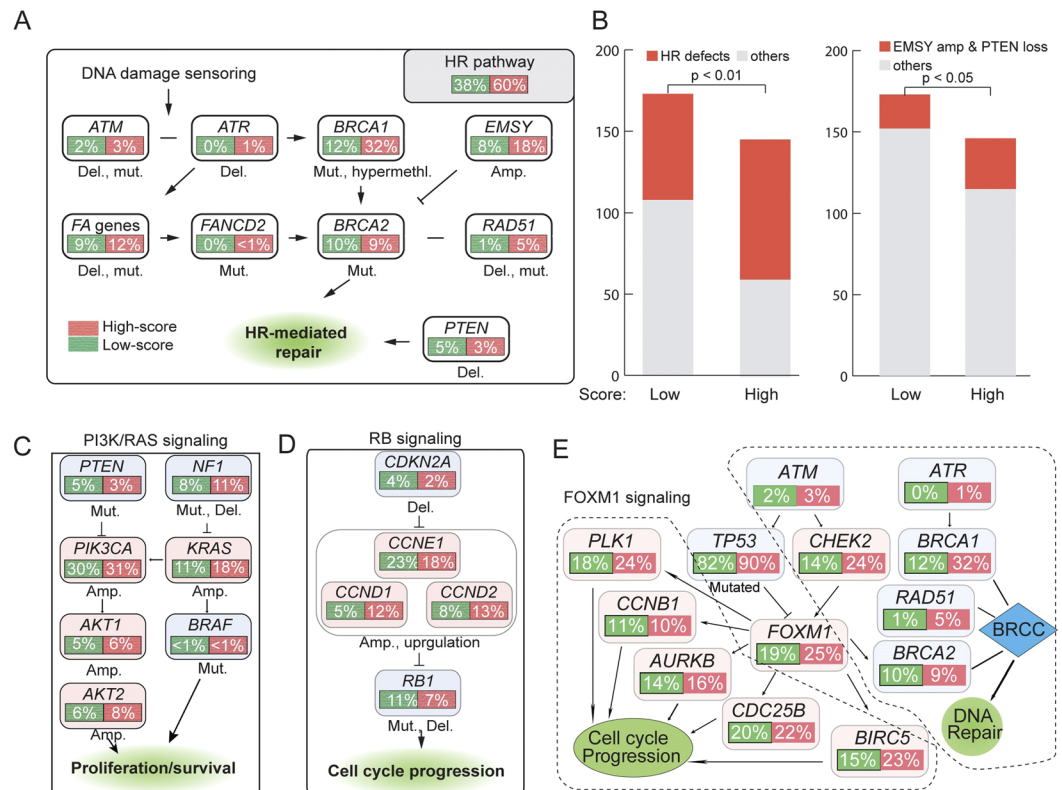 A
DNA damage sensoring
HR pathway
38% 60%
ATM
2% 3%
Del., mut.
ATR
0% 1%
Del.
BRCA1
12% 32%
Mut., hypermethl.
EMSY
8% 18%
Amp.
FA genes
9% 12%
Del., mut.
FANCD2
0% <1%
Mut.
BRCA2
10% 9%
Mut.
RAD51
1% 5%
Del., mut.
High-score
Low-score
HR-mediated
repair
PTEN
5% 3%
Del.
B
200
150
100
50
0
HR defects others
p < 0.01
Score: Low High
200
150
100
50
0
EMSY amp & PTEN loss
others
p < 0.05
Low High
C
PI3K/RAS signaling
PTEN
5% 3%
Mut.
NF1
8% 11%
Mut., Del.
PIK3CA
30% 31%
Amp.
KRAS
11% 18%
Amp.
AKT1
5% 6%
Amp.
BRAF
<1% <1%
Mut.
AKT2
6% 8%
Amp.
Proliferation/survival
D
RB signaling
CDKN2A
4% 2%
Del.
CCNE1
23% 18%
CCND1
5% 12%
CCND2
8% 13%
Amp., uprgulation
RB1
11% 7%
Mut., Del.
Cell cycle progression
E
FOXM1 signaling
ATM
2% 3%
ATR
0% 1%
PLK1
18% 24%
TP53
82% 90%
Mutated
CHEK2
14% 24%
BRCA1
12% 32%
CCNB1
11% 10%
FOXM1
19% 25%
RAD51
1% 5%
BRCC
AURKB
14% 16%
BRCA2
10% 9%
CDC25B
20% 22%
BIRC5
15% 23%
Cell cycle
Progression
DNA
Repair